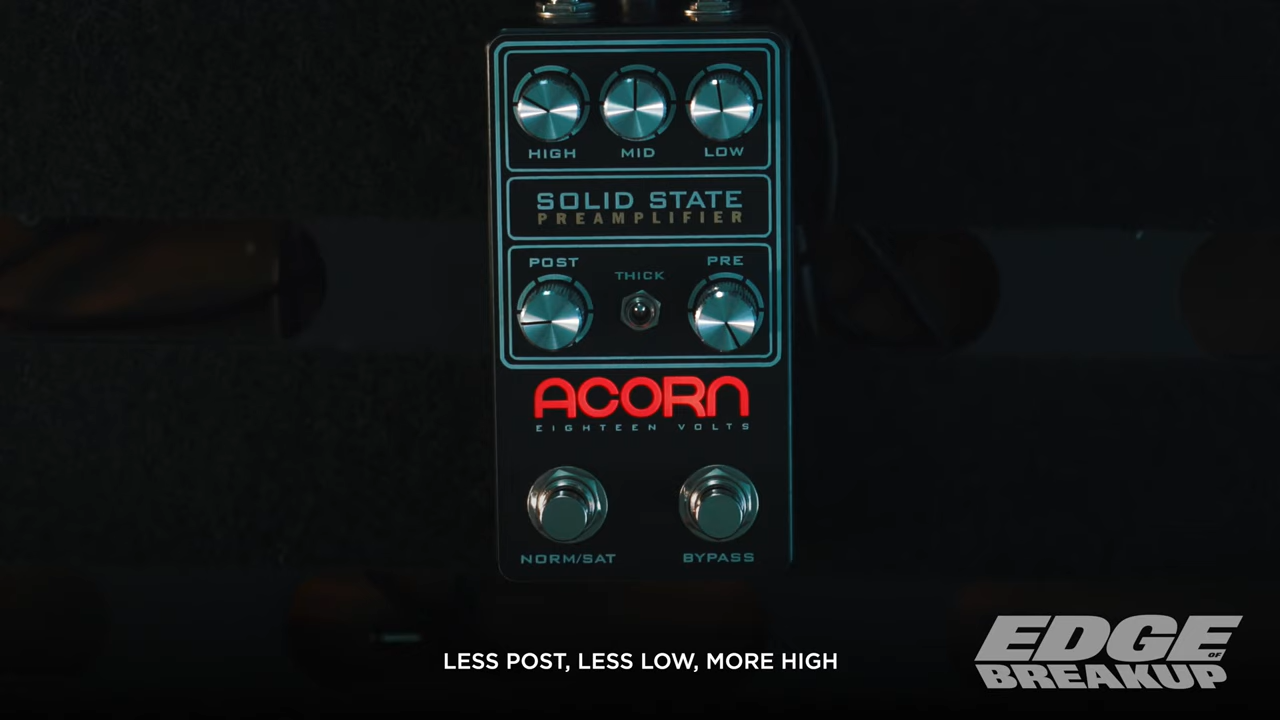 HIGH MID LOW
SOLID STATE
PREAMPLIFIER
POST THICK PRE
ACORN
EIGHTEEN VOLTS
NORM/SAT BYPASS
LESS POST, LESS LOW, MORE HIGH
EDGE OF
BREAKUP